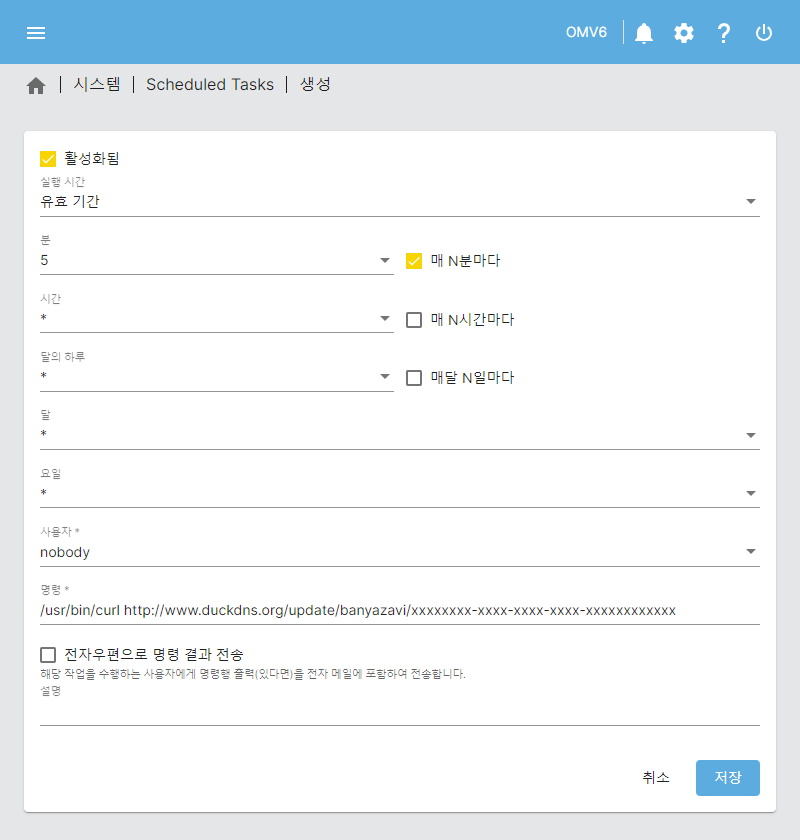 OMV6
시스템 | Scheduled Tasks | 생성
활성화됨
실행 시간
유효 기간
분
5
매 N분마다
시간
*
매 N시간마다
달의 하루
*
매달 N일마다
달
*
요일
*
사용자 *
nobody
명령 *
/usr/bin/curl http://www.duckdns.org/update/banyazavi/xxxxxxxx-xxxx-xxxx-xxxx-xxxxxxxxxxxx
전자우편으로 명령 결과 전송
해당 작업을 수행하는 사용자에게 명령행 출력(있다면)을 전자 메일에 포함하여 전송합니다.
설명
취소
저장